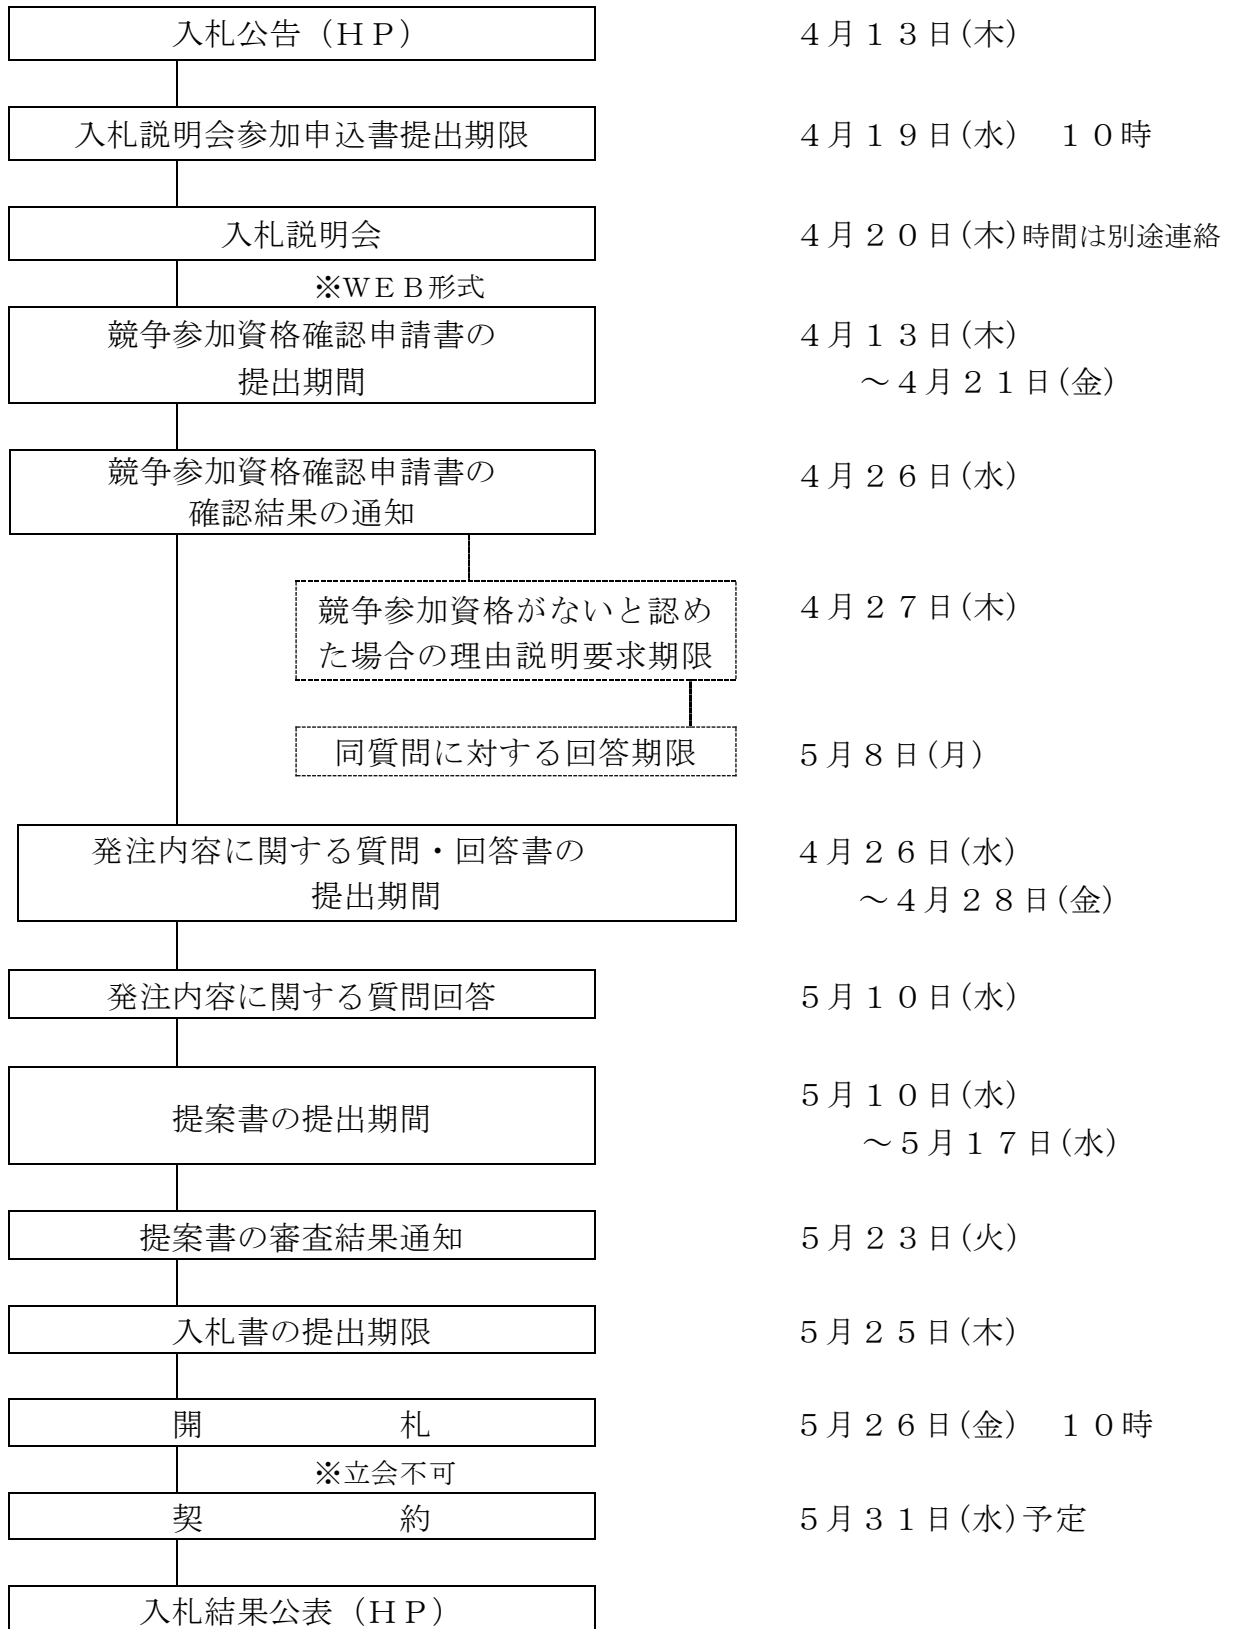 入札公告（ＨＰ） ４月１３日(木)
入札説明会参加申込書提出期限 ４月１９日(水)　１０時
入札説明会 ４月２０日(木)時間は別途連絡
※ＷＥＢ形式
競争参加資格確認申請書の ４月１３日(木)
提出期間 ～４月２１日(金)
競争参加資格確認申請書の ４月２６日(水)
確認結果の通知
競争参加資格がないと認め ４月２７日(木)
た場合の理由説明要求期限
同質問に対する回答期限 ５月８日(月)
発注内容に関する質問・回答書の ４月２６日(水)
提出期間 ～４月２８日(金)
発注内容に関する質問回答 ５月１０日(水)
提案書の提出期間 ５月１０日(水)
～５月１７日(水)
提案書の審査結果通知 ５月２３日(火)
入札書の提出期限 ５月２５日(木)
開　　　　　　札 ５月２６日(金)　１０時
※立会不可
契　　　　　　約 ５月３１日(水)予定
入札結果公表（ＨＰ）